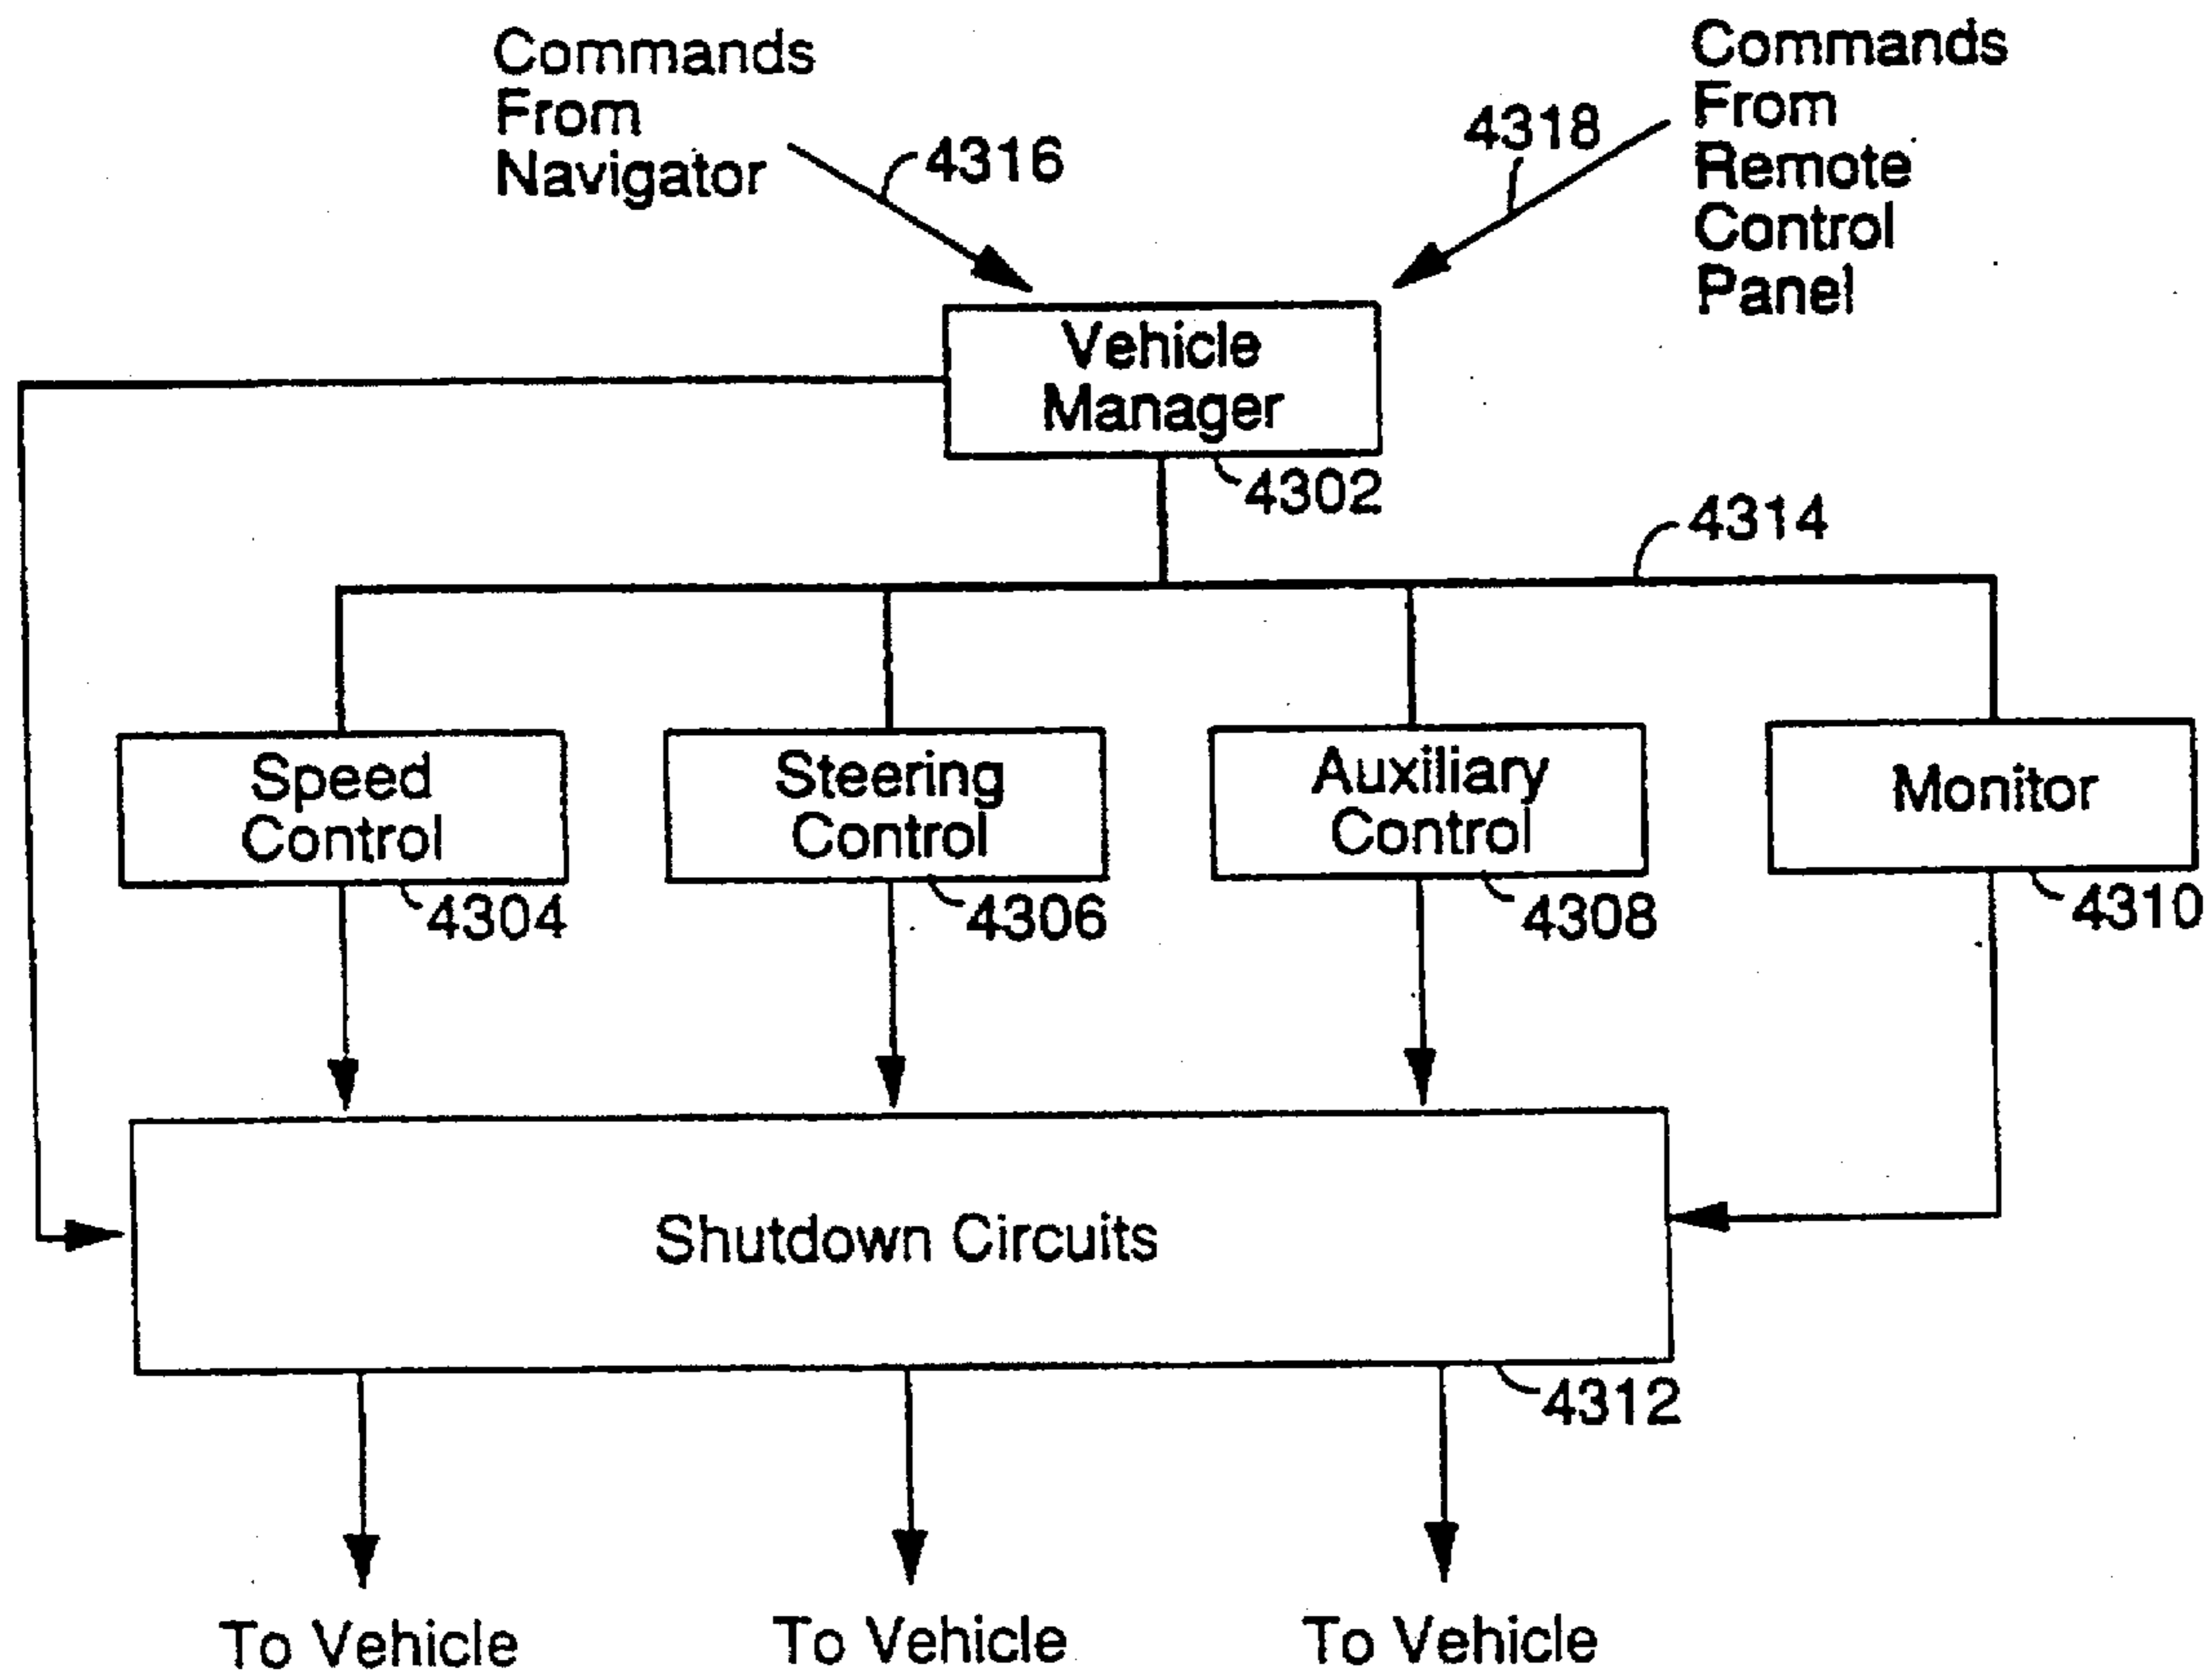 Commands
From
Navigator
4316
4318
Commands
From
Remote
Control
Panel
Vehicle
Manager
4302
4314
Speed
Control
4304
Steering
Control
4306
Auxiliary
Control
4308
Monitor
4310
Shutdown Circuits
4312
To Vehicle
To Vehicle
To Vehicle